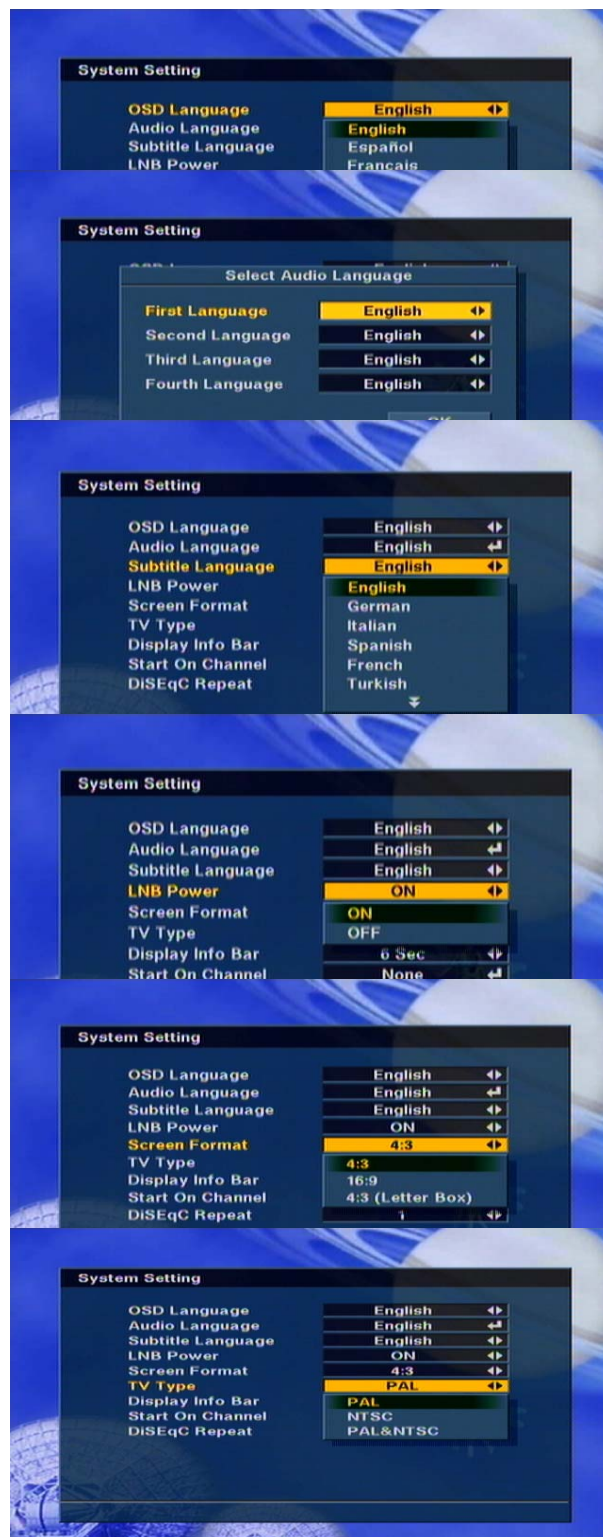 System Setting
OSD Language English
Audio Language English
Subtitle Language Español
LNB Power Français
System Setting
Select Audio Language
First Language English
Second Language English
Third Language English
Fourth Language English
System Setting
OSD Language English
Audio Language English
Subtitle Language English
LNB Power English
Screen Format German
TV Type Italian
Display Info Bar Spanish
Start On Channel French
DiSEqC Repeat Turkish
System Setting
OSD Language English
Audio Language English
Subtitle Language English
LNB Power ON
Screen Format ON
TV Type OFF
Display Info Bar 6 Sec
Start On Channel None
System Setting
OSD Language English
Audio Language English
Subtitle Language English
LNB Power ON
Screen Format 4:3
TV Type 4:3
Display Info Bar 16:9
Start On Channel 4:3 (Letter Box)
DiSEqC Repeat 1
System Setting
OSD Language English
Audio Language English
Subtitle Language English
LNB Power ON
Screen Format 4:3
TV Type PAL
Display Info Bar PAL
Start On Channel NTSC
DiSEqC Repeat PAL&NTSC